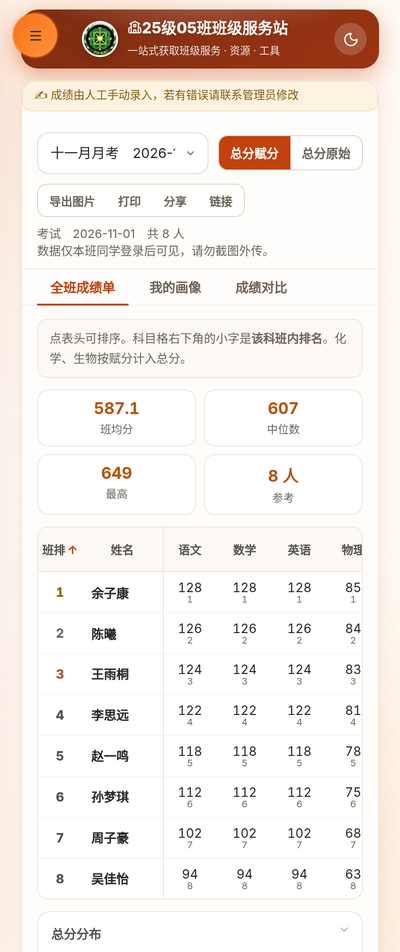 25级05班班级服务站
一站式获取班级服务 · 资源 · 工具
✍️ 成绩由人工手动录入，若有错误请联系管理员修改
十一月月考 2026-
总分赋分 总分原始
导出图片 打印 分享 链接
考试 2026-11-01 共 8 人
数据仅本班同学登录后可见，请勿截图外传。
全班成绩单 我的画像 成绩对比
点表头可排序。科目格右下角的小字是该科班内排名。化
学、生物按赋分计入总分。
587.1 607
班均分 中位数
649 8 人
最高 参考
班排 ↑ 姓名 语文 数学 英语 物理
1 余子康 128 128 128 85
1 1 1 1
2 陈曦 126 126 126 84
2 2 2 2
3 王雨桐 124 124 124 83
3 3 3 3
4 李思远 122 122 122 81
4 4 4 4
5 赵一鸣 118 118 118 78
5 5 5 5
6 孙梦琪 112 112 112 75
6 6 6 6
7 周子豪 102 102 102 68
7 7 7 7
8 吴佳怡 94 94 94 63
8 8 8 8
总分分布